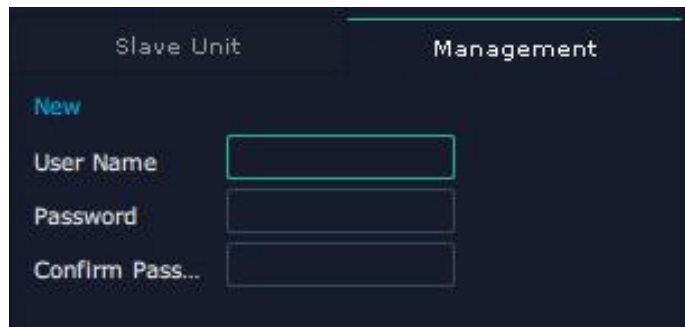 Slave Unit Management
New
User Name
Password
Confirm Pass...